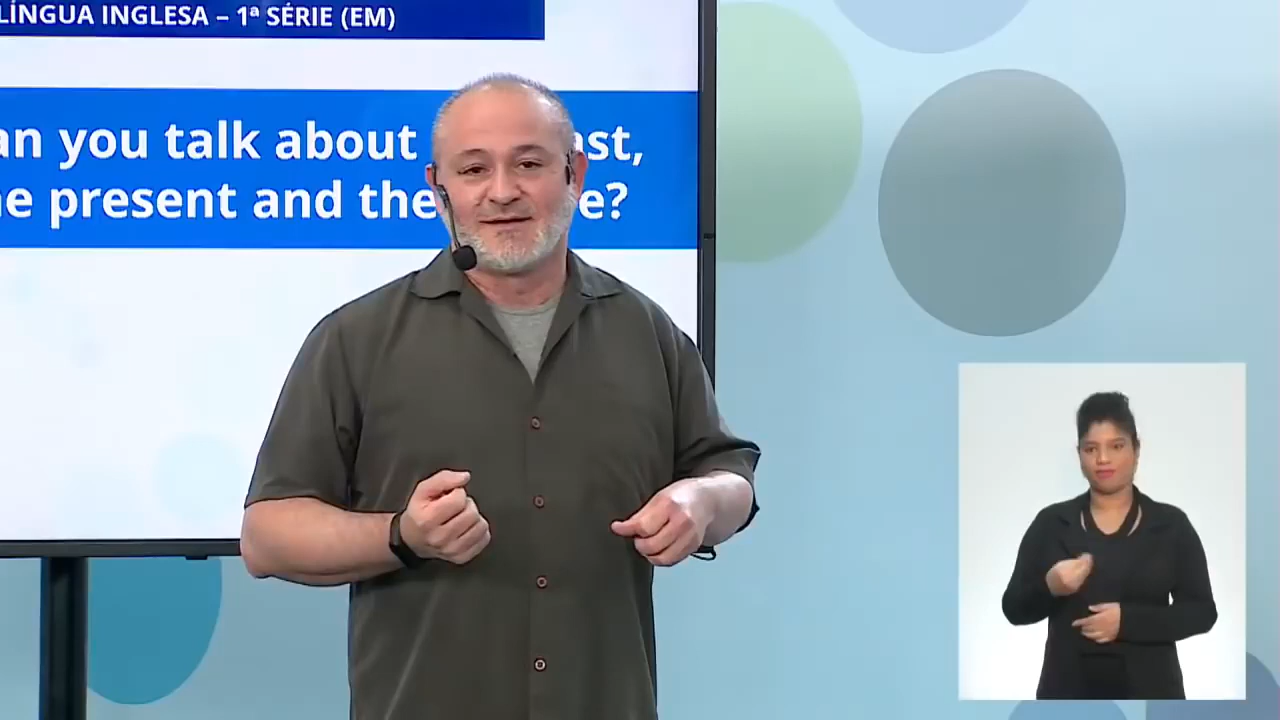 LÍNGUA INGLESA – 1ª SÉRIE (EM)
an you talk about ast,
e present and the e?